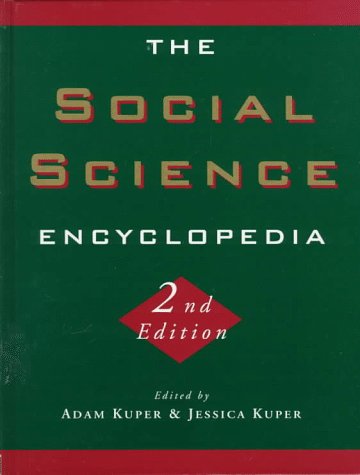 THE
SOCIAL
SCIENCE
ENCYCLOPEDIA
2nd
Edition
Edited by
ADAM KUPER & JESSICA KUPER